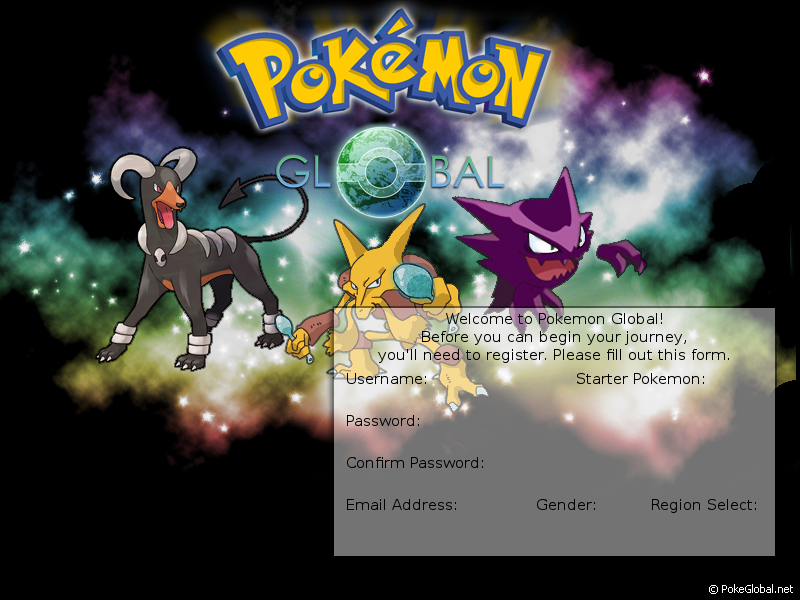 POKéMON
GLOBAL
Welcome to Pokemon Global!
Before you can begin your journey,
you'll need to register. Please fill out this form.
Username: Starter Pokemon:
Password:
Confirm Password:
Email Address: Gender: Region Select:
© PokeGlobal.net